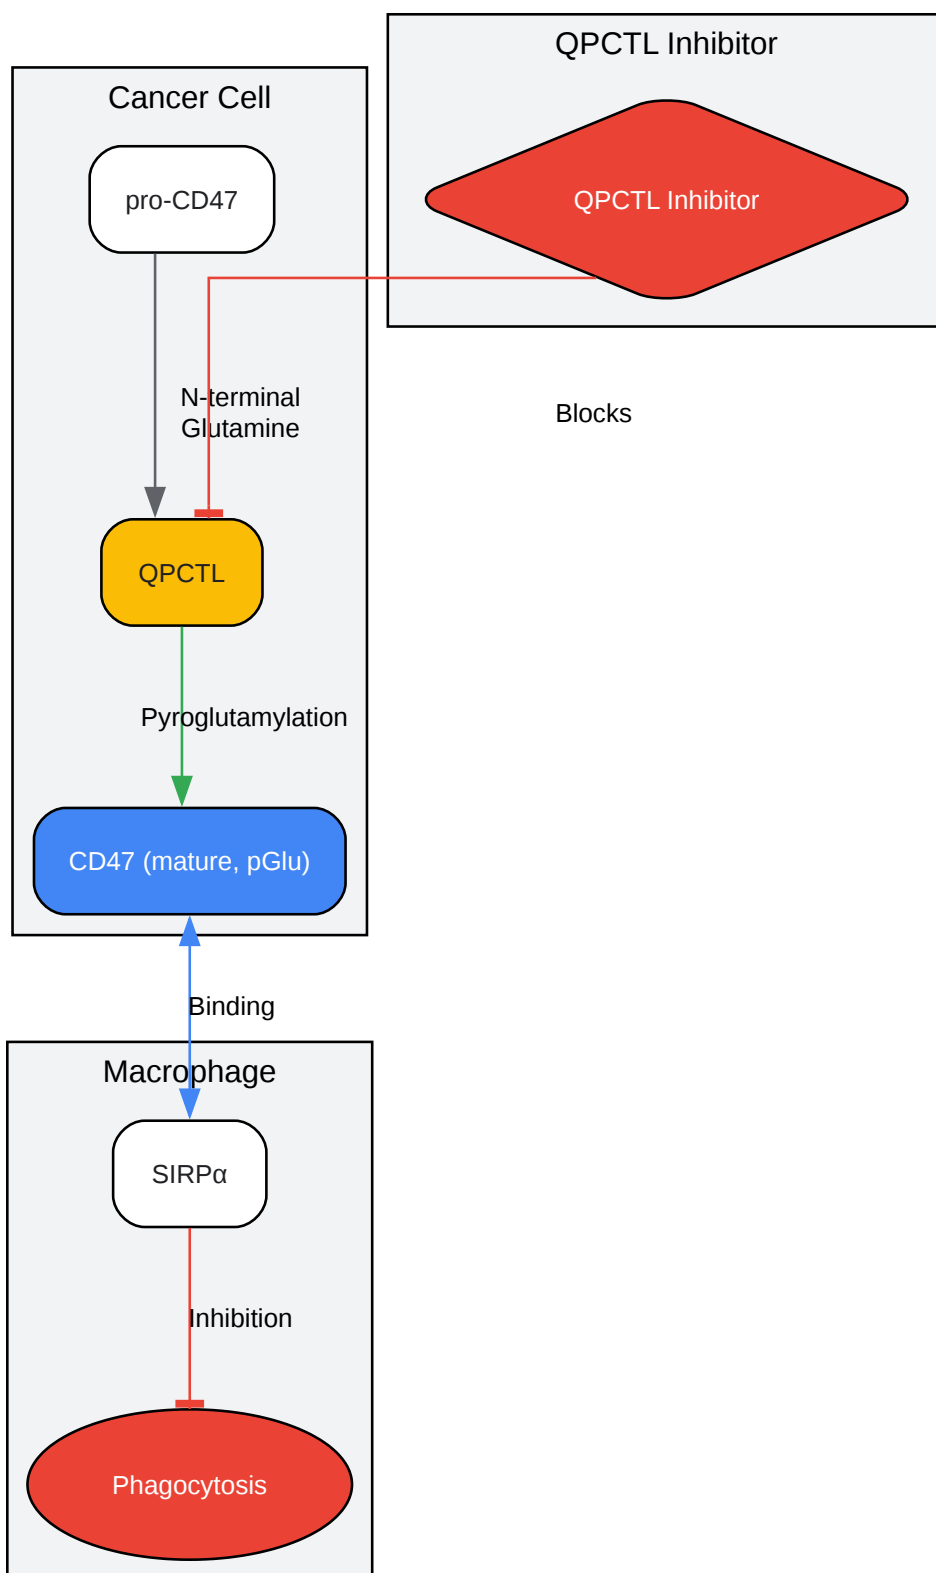 QPCTL Inhibitor
Cancer Cell
pro-CD47
QPCTL Inhibitor
N-terminal
Glutamine
Blocks
QPCTL
Pyroglutamylation
CD47 (mature, pGlu)
Binding
Macrophage
SIRPα
Inhibition
Phagocytosis